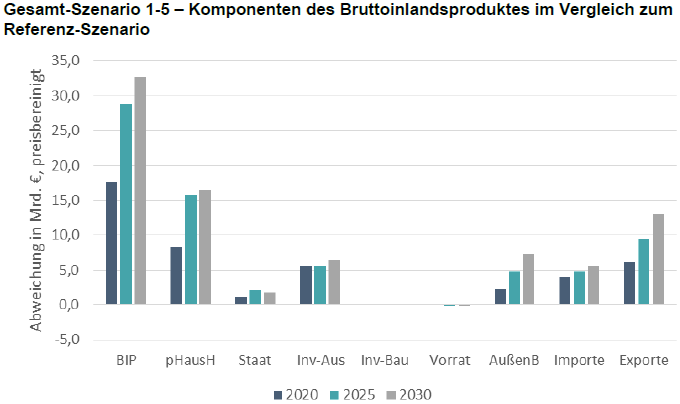 Gesamt-Szenario 1-5 – Komponenten des Bruttoinlandsproduktes im Vergleich zum
Referenz-Szenario
Abweichung in Mrd. €, preisbereinigt
40,0
35,0
30,0
25,0
20,0
15,0
10,0
5,0
0,0
-5,0
BIP pHausH Staat Inv-Aus Inv-Bau Vorrat AußenB Importe Exporte
2020 2025 2030